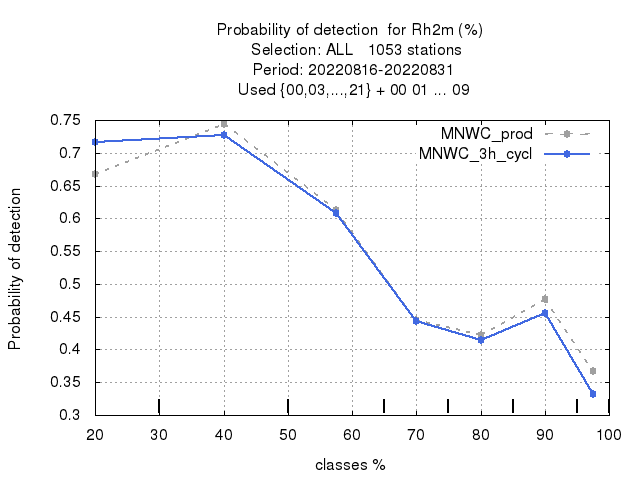 Probability of detection  for Rh2m (%)
Selection: ALL   1053 stations
Period: 20220816-20220831
Used {00,03,...,21} + 00 01 ... 09
MNWC_prod
MNWC_3h_cycl
0.75
0.7
0.65
0.6
0.55
0.5
0.45
0.4
0.35
0.3
Probability of detection
20 30 40 50 60 70 80 90 100
classes %